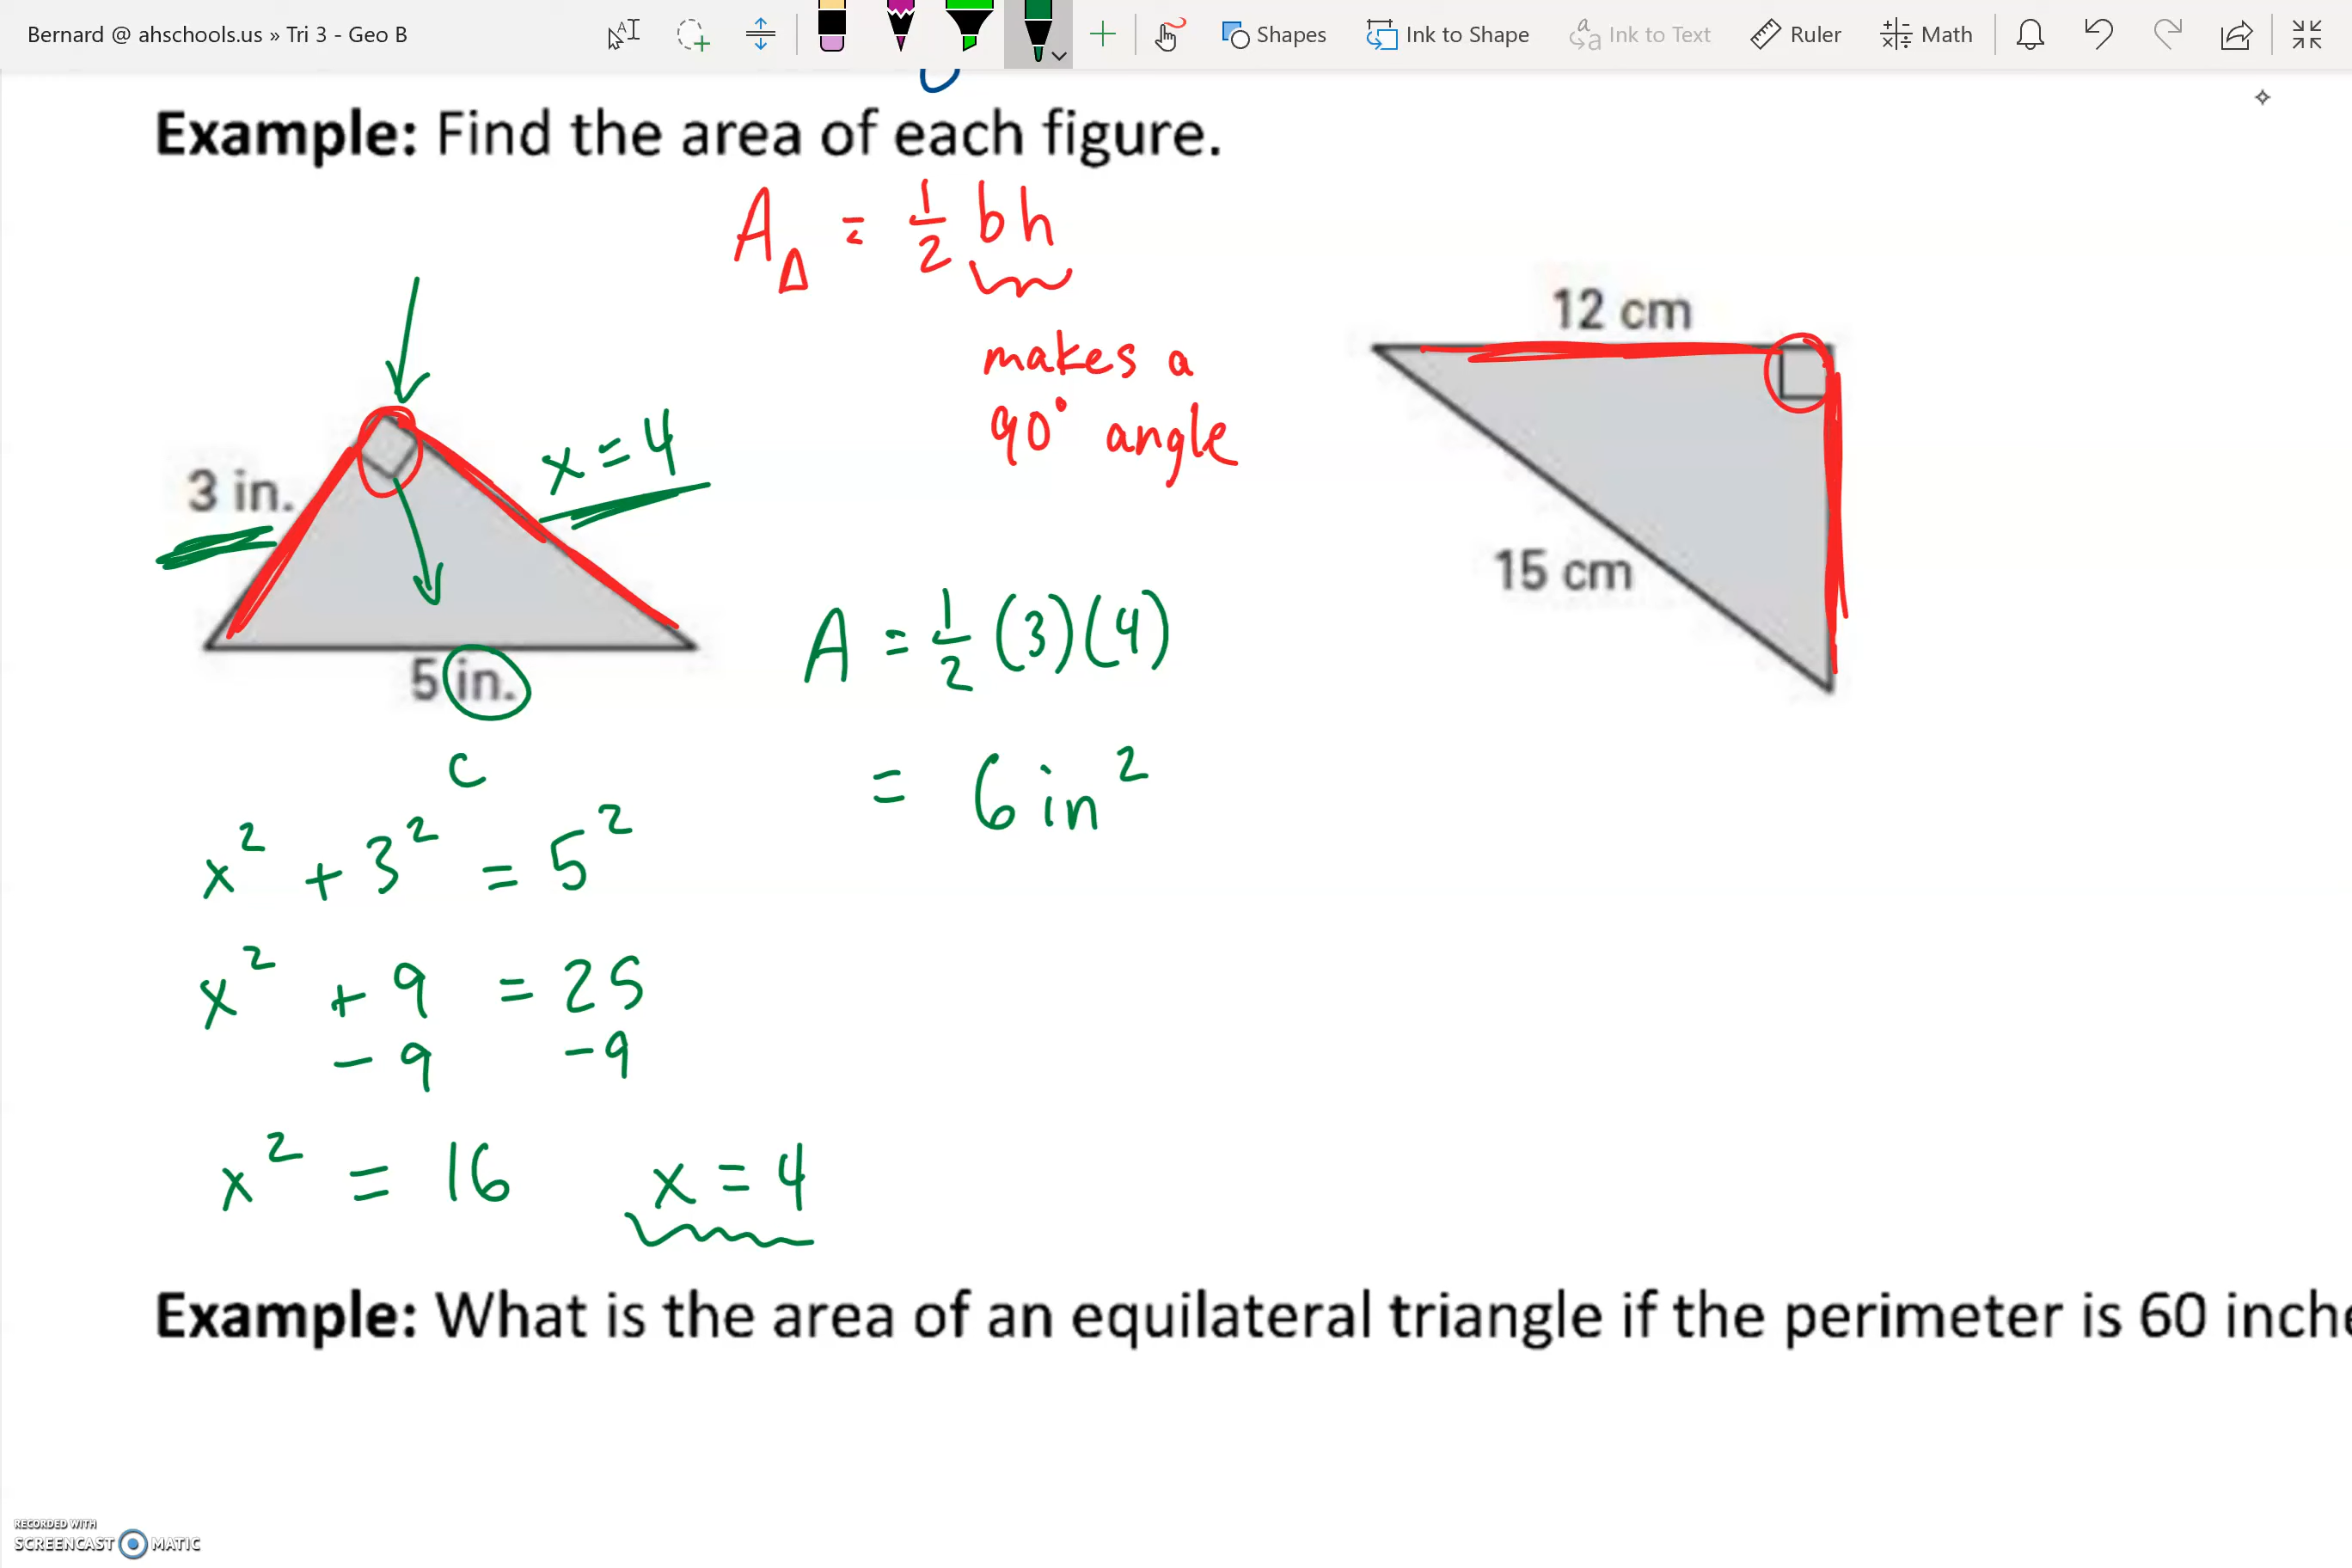 Bernard @ ahschools.us » Tri 3 - Geo B
Shapes
Ink to Shape
Ink to Text
Ruler
Math
Example: Find the area of each figure.
A△ = 1/2 bh
makes a
90° angle
3 in.
x = 4
5 in.
c
12 cm
15 cm
A = 1/2 (3)(4)
= 6 in²
x² + 3² = 5²
x² + 9 = 25
- 9 -9
x² = 16 x = 4
Example: What is the area of an equilateral triangle if the perimeter is 60 inche
RECORDED WITH
SCREENCAST MATIC